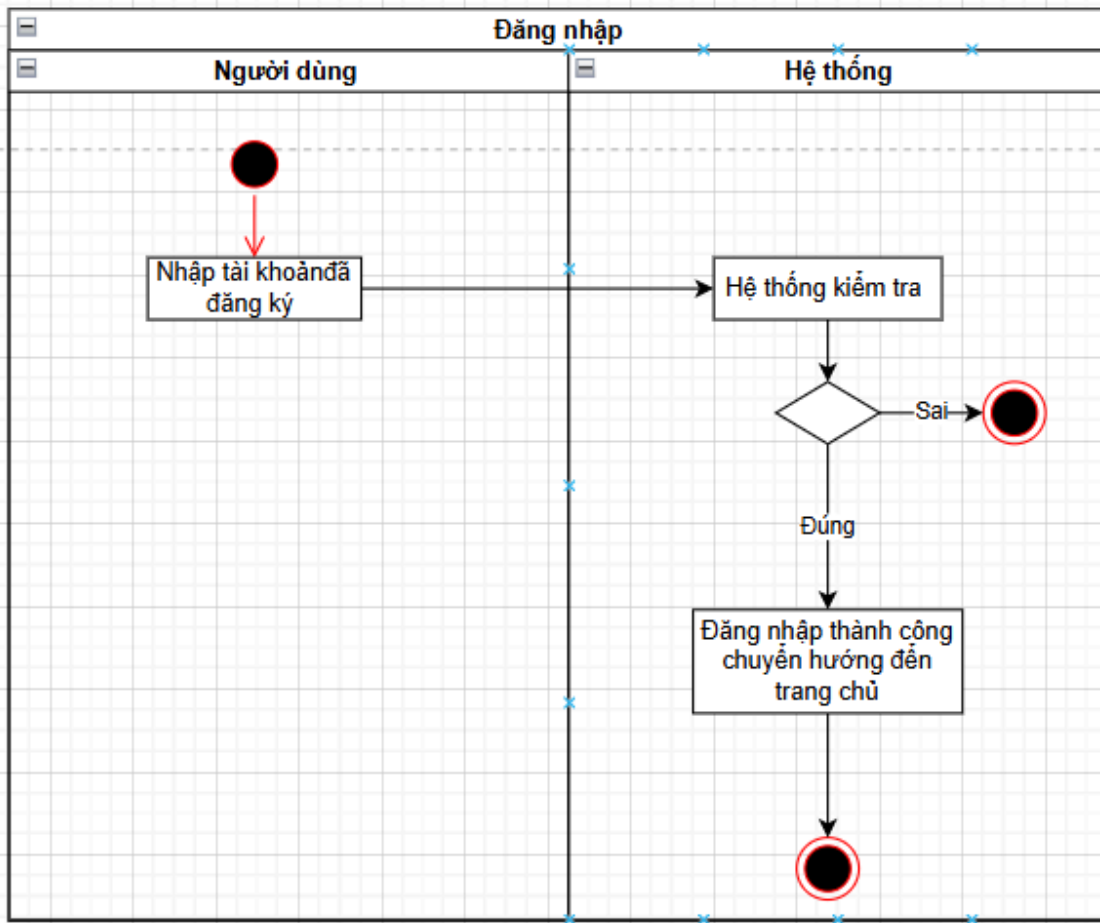 Đăng nhập
Người dùng
Hệ thống
Nhập tài khoảnđã
đăng ký
Hệ thống kiểm tra
Sai
Đúng
Đăng nhập thành công
chuyển hướng đến
trang chủ